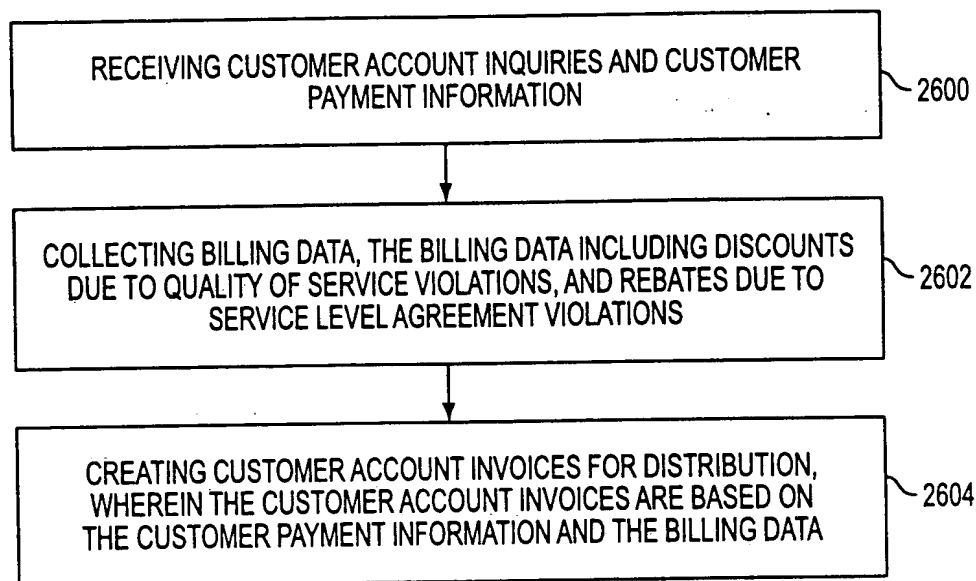 RECEIVING CUSTOMER ACCOUNT INQUIRIES AND CUSTOMER
PAYMENT INFORMATION
2600
COLLECTING BILLING DATA, THE BILLING DATA INCLUDING DISCOUNTS
DUE TO QUALITY OF SERVICE VIOLATIONS, AND REBATES DUE TO
SERVICE LEVEL AGREEMENT VIOLATIONS
2602
CREATING CUSTOMER ACCOUNT INVOICES FOR DISTRIBUTION,
WHEREIN THE CUSTOMER ACCOUNT INVOICES ARE BASED ON
THE CUSTOMER PAYMENT INFORMATION AND THE BILLING DATA
2604